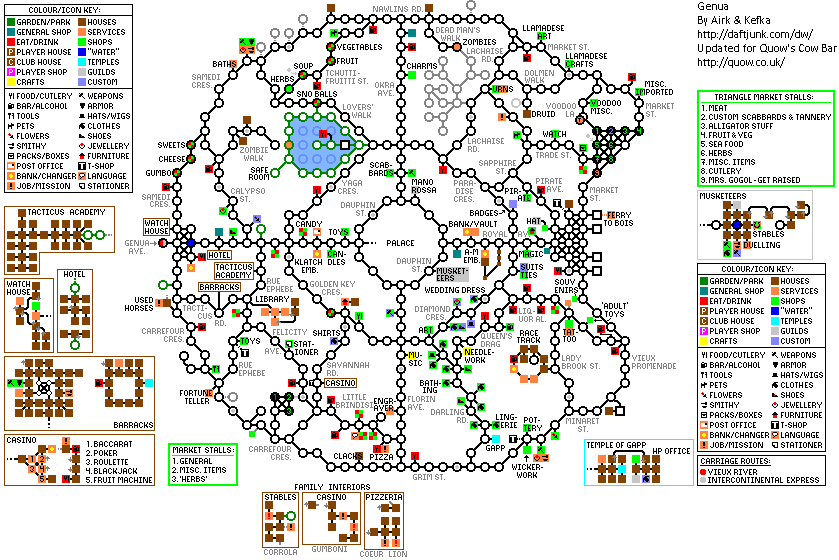 COLOUR/ICON KEY:
GARDEN/PARK
HOUSES
GENERAL SHOP
SERVICES
EAT/DRINK
SHOPS
PLAYER HOUSE
"WATER"
CLUB HOUSE
TEMPLES
PLAYER SHOP
GUILDS
CRAFTS
CUSTOM
FOOD/CUTLERY
WEAPONS
BAR/ALCOHOL
ARMOR
TOOLS
HATS/WIGS
PETS
CLOTHES
FLOWERS
SHOES
SMITHY
JEWELLERY
PACKS/BOXES
FURNITURE
POST OFFICE
T-SHOP
BANK/CHANGER
LANGUAGE
JOB/MISSION
STATIONER
Genua
By Airk & Kefka
http://daftjunk.com/dw/
Updated for Quow's Cow Bar
http://quow.co.uk/
TRIANGLE MARKET STALLS:
1. MEAT
2. CUSTOM SCABBARDS & TANNERY
3. ALLIGATOR STUFF
4. FRUIT & VEG
5. SEA FOOD
6. HERBS
7. MISC. ITEMS
8. CUTLERY
9. MRS. GOGOL - GET RAISED
MUSKETEERS
STABLES
DUELLING
COLOUR/ICON KEY:
GARDEN/PARK
HOUSES
GENERAL SHOP
SERVICES
EAT/DRINK
SHOPS
PLAYER HOUSE
"WATER"
CLUB HOUSE
TEMPLES
PLAYER SHOP
GUILDS
CRAFTS
CUSTOM
FOOD/CUTLERY
WEAPONS
BAR/ALCOHOL
ARMOR
TOOLS
HATS/WIGS
PETS
CLOTHES
FLOWERS
SHOES
SMITHY
JEWELLERY
PACKS/BOXES
FURNITURE
POST OFFICE
T-SHOP
BANK/CHANGER
LANGUAGE
JOB/MISSION
STATIONER
CARRIAGE ROUTES:
VIEUX RIVER
INTERCONTINENTAL EXPRESS
NAWLINS RD.
DEAD MAN'S
WALK
ZOMBIES
LLAMEDESE
ART
MARKET ST.
LLAMEDESE
CRAFTS
DOLMEN
WALK
MISC.
IMPORTED
MARKET
ST.
BATHS
SAMEDI
CRES.
VEGETABLES
FRUIT
SOUP
TCHUTTI-
FRUTTI ST.
HERBS
SNO BALLS
LOVERS'
WALK
CHARMS
OKRA
AVE.
URNS
DRUID
VOODOO
LA.
VOODOO
MISC.
LALLIGAC
RD.
WATCH
TRADE ST.
SWEETS
CHEESE
GUMBO
ZOMBIE
WALK
SAFE
ROOM
YAGA
CRES.
SCAB-
BARDS
MANO
ROSSA
PARA-
DISE
CRES.
SAPPHIRE
ST.
PIRATE
AVE.
MARKET
ST.
SAMEDI
CRES.
CALYPSO
ST.
DAUPHIN
ST.
PALACE
DAUPHIN
ST.
PIR-
ATE
BADGES
BANK/VAULT
ROYAL AVE.
A-M
EMB.
HAT
MAGIC
SUITS
TIES
FERRY
TO BOIS
WATCH
HOUSE
GENUA
AVE.
HOTEL
TACTICUS
ACADEMY
BARRACKS
CANDY
TOYS
KLATCH
EMB.
CAN-
DLES
RUE
EPHEBE
GOLDEN KEY
CRES.
MUSKET-
EERS
WEDDING DRESS
DIAMOND
CRES.
SOUV-
ENIRS
'ADULT'
TOYS
USED
HORSES
TACTI-
CUS
RD.
CARREFOUR
CRES.
LIBRARY
FELICITY
AVE.
STAT-
IONER
TOYS
SHIRTS
RUE
EPHEBE
SAVANNAH
RD.
CASINO
MU-
SIC
ART
QUEEN'S
DRAG
LIQ-
UOR
AL.
NEEDLE-
WORK
RACE
TRACK
TAT-
TOO
LADY
BROOK ST.
VIEUX
PROMENADE
FORTUNE
TELLER
LITTLE
BRINDISI
ENGR-
AVER
FLORIN
AVE.
BATH-
ING
DARLING
RD.
LING-
ERIE
GAPP
POT-
TERY
WICKER-
WORK
MINARET
ST.
CARREFOUR
CRES.
CLACKS
PIZZA
GRIM ST.
TACTICUS ACADEMY
WATCH
HOUSE
HOTEL
BARRACKS
CASINO
1. BACCARAT
2. POKER
3. ROULETTE
4. BLACKJACK
5. FRUIT MACHINE
MARKET STALLS:
1. GENERAL
2. MISC. ITEMS
3. 'HERBS'
FAMILY INTERIORS
STABLES
CASINO
PIZZERIA
CORROLA
GUMBONI
COEUR LION
TEMPLE OF GAPP
HP OFFICE